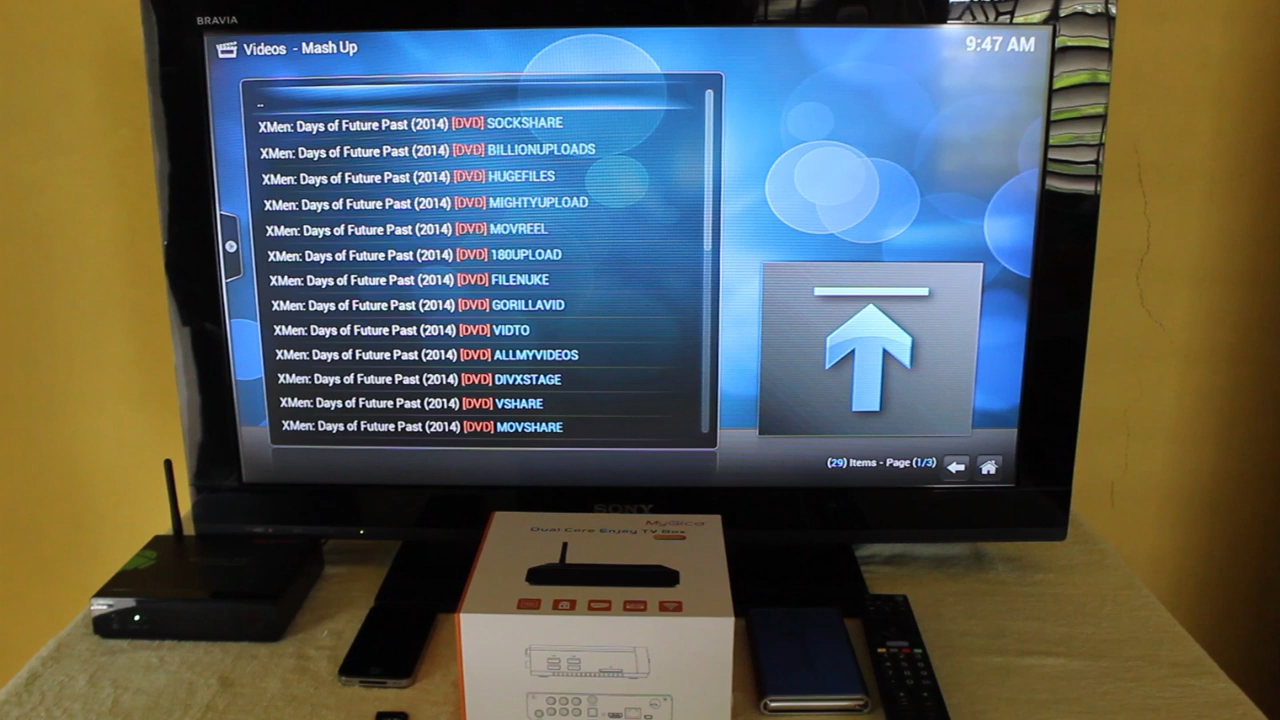 BRAVIA
Videos - Mash Up
9:47 AM
..
XMen: Days of Future Past (2014) [DVD] SOCKSHARE
XMen: Days of Future Past (2014) [DVD] BILLIONUPLOADS
XMen: Days of Future Past (2014) [DVD] HUGEFILES
XMen: Days of Future Past (2014) [DVD] MIGHTYUPLOAD
XMen: Days of Future Past (2014) [DVD] MOVREEL
XMen: Days of Future Past (2014) [DVD] 180UPLOAD
XMen: Days of Future Past (2014) [DVD] FILENUKE
XMen: Days of Future Past (2014) [DVD] GORILLAVID
XMen: Days of Future Past (2014) [DVD] VIDTO
XMen: Days of Future Past (2014) [DVD] ALLMYVIDEOS
XMen: Days of Future Past (2014) [DVD] DIVXSTAGE
XMen: Days of Future Past (2014) [DVD] VSHARE
XMen: Days of Future Past (2014) [DVD] MOVSHARE
(29) Items - Page (1/3)
SONY
MyGica
Dual Core Enjoy TV Box